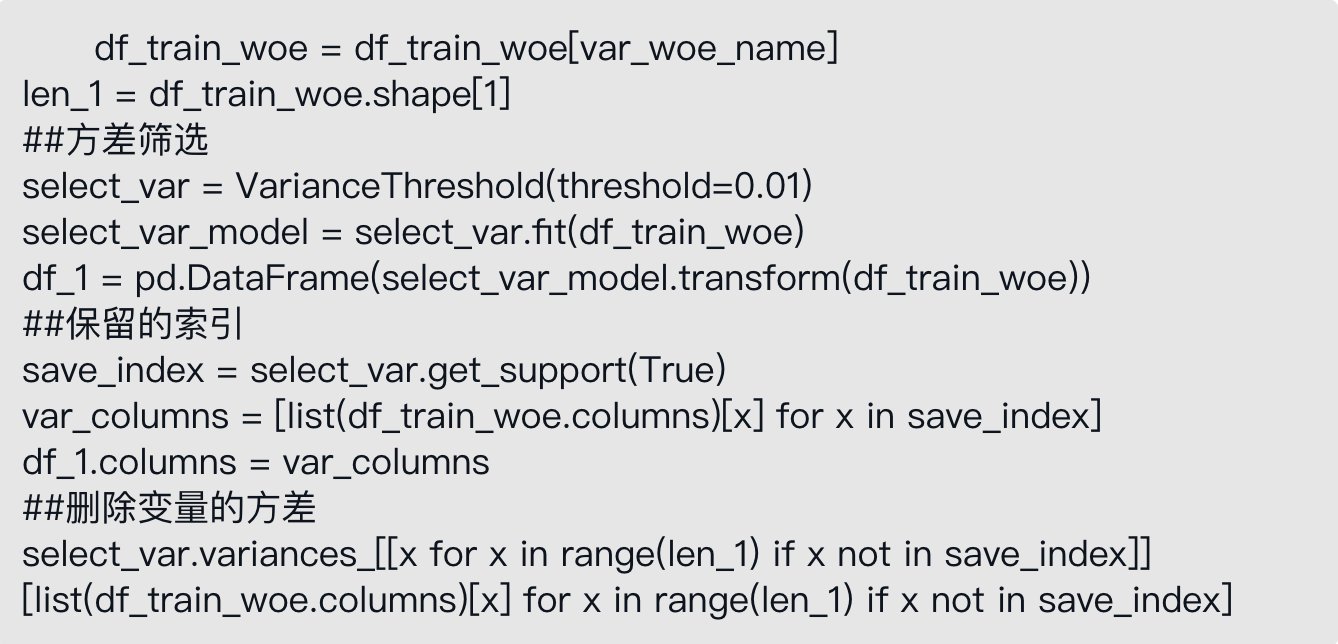 df_train_woe = df_train_woe[var_woe_name]
len_1 = df_train_woe.shape[1]
##方差筛选
select_var = VarianceThreshold(threshold=0.01)
select_var_model = select_var.fit(df_train_woe)
df_1 = pd.DataFrame(select_var_model.transform(df_train_woe))
##保留的索引
save_index = select_var.get_support(True)
var_columns = [list(df_train_woe.columns)[x] for x in save_index]
df_1.columns = var_columns
##删除变量的方差
select_var.variances_[[x for x in range(len_1) if x not in save_index]]
[list(df_train_woe.columns)[x] for x in range(len_1) if x not in save_index]